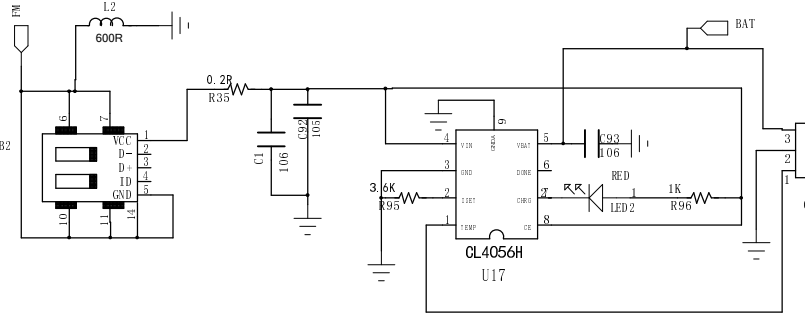 FM
L2
600R
BAT
0.2R
R35
C1
106
C92
105
B2
6
7
VCC
1
D-
2
D+
3
ID
4
GND
5
10
11
14
9
GNDA
4
VIN
VBAT
5
3
GND
DONE
6
2
ISET
CHRG
1
TEMP
CE
8
CL4056H
U17
3.6K
R95
C93
106
RED
LED2
1
1K
R96
3
2
1